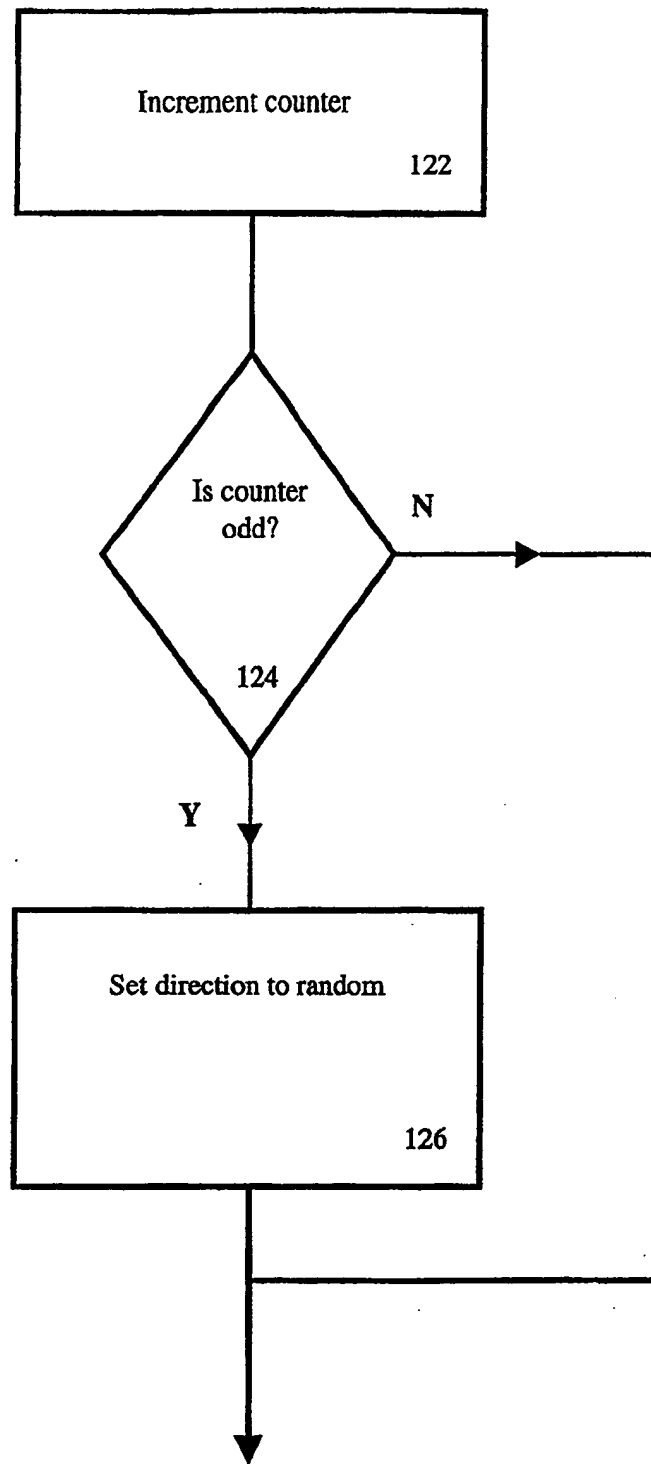 Increment counter
122
Is counter
odd?
N
124
Y
Set direction to random
126